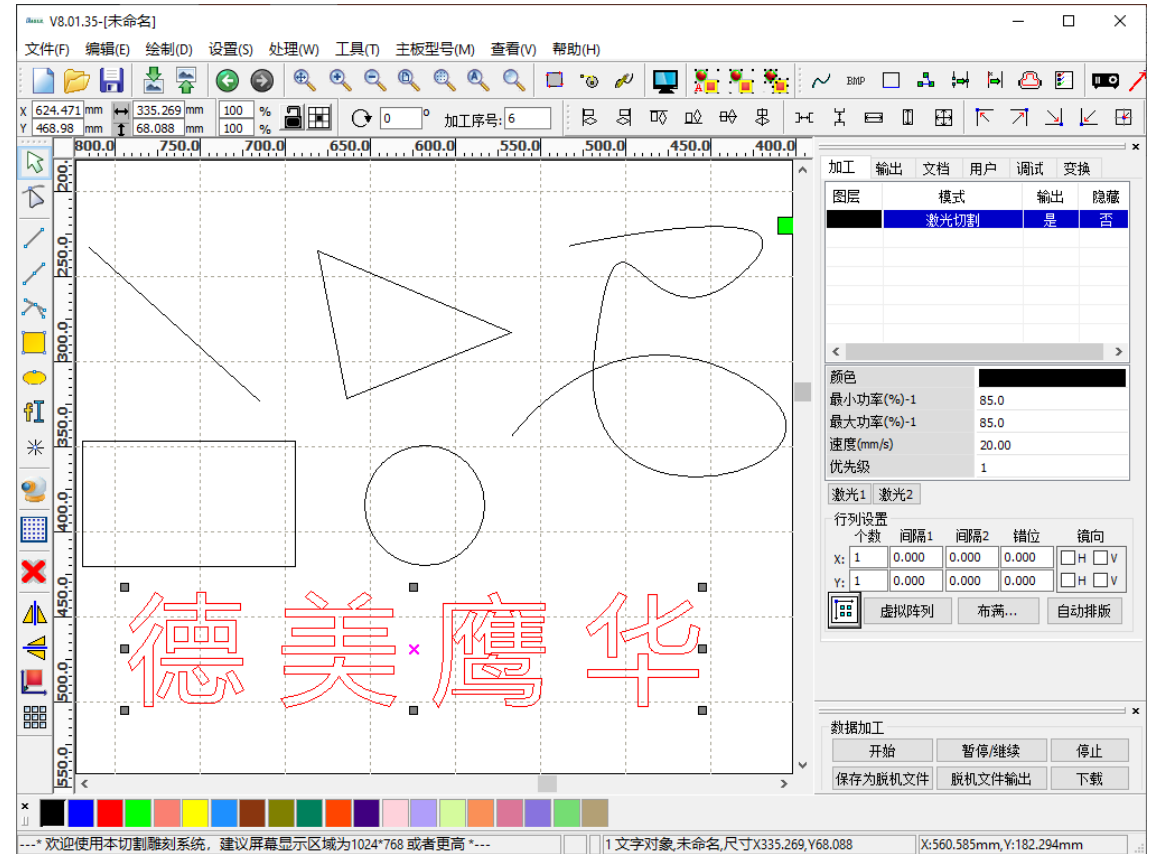 V8.01.35-[未命名]
文件(F) 编辑(E) 绘制(D) 设置(S) 处理(W) 工具(T) 主板型号(M) 查看(V) 帮助(H)
BMP
X 624.471 mm 335.269 mm 100 %
Y 468.98 mm 68.088 mm 100 %
0 ° 加工序号: 6
800.0 750.0 700.0 650.0 600.0 550.0 500.0 450.0 400.0
200.
250.0
300.0
350.0
400.0
450.0
500.0
550.0
德美鹰华
加工 输出 文档 用户 调试 变换
图层 模式 输出 隐藏
激光切割 是 否
颜色
最小功率(%)-1 85.0
最大功率(%)-1 85.0
速度(mm/s) 20.00
优先级 1
激光1 激光2
行列设置
个数 间隔1 间隔2 错位 镜向
X: 1 0.000 0.000 0.000 H V
Y: 1 0.000 0.000 0.000 H V
虚拟阵列 布满... 自动排版
数据加工
开始 暂停/继续 停止
保存为脱机文件 脱机文件输出 下载
---* 欢迎使用本切割雕刻系统，建议屏幕显示区域为1024*768 或者更高 *---
1 文字对象,未命名,尺寸X335.269,Y68.088
X:560.585mm,Y:182.294mm